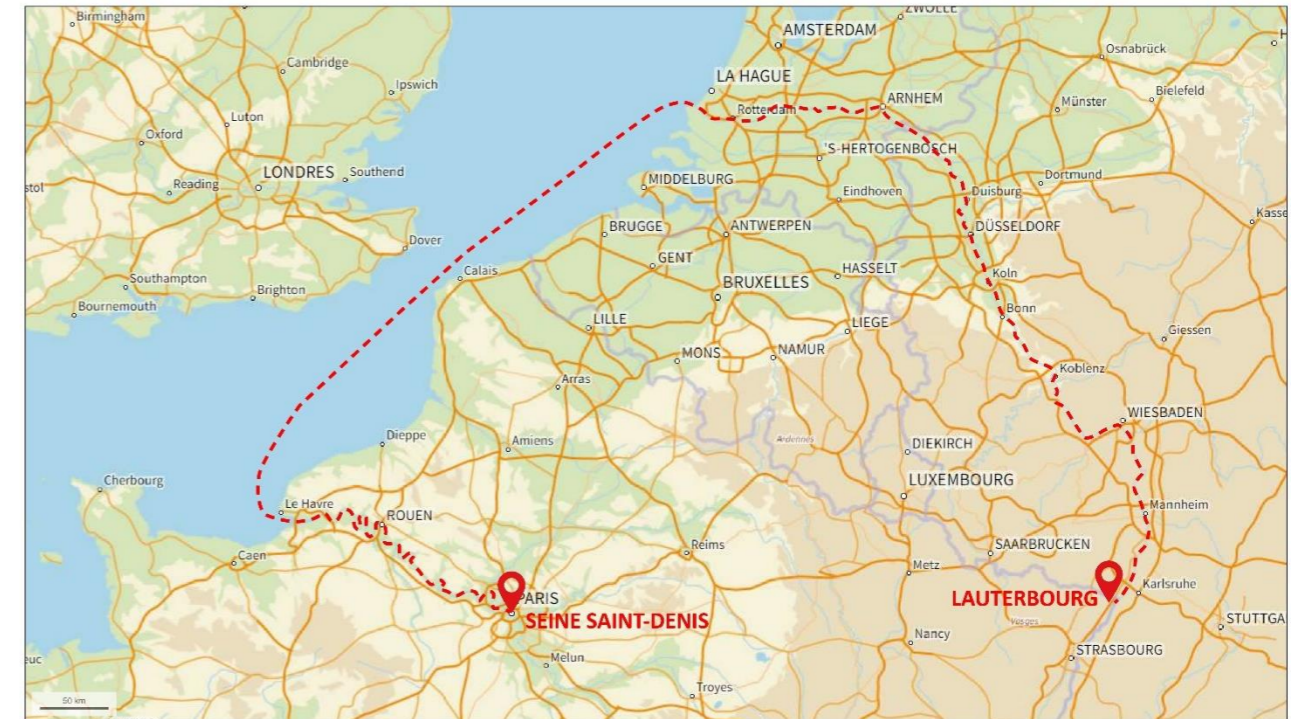 Birmingham
ZWOLLE
AMSTERDAM
Cambridge
Osnabrück
H
Ipswich
LA HAGUE
Bielefeld
Luton
Rotterdam
ARNHEM
Münster
Oxford
'S-HERTOGENBOSCH
LONDRES
Southend
Dortmund
stol
Reading
MIDDELBURG
Eindhoven
Duisburg
Kasse
BRUGGE
ANTWERPEN
DÜSSELDORF
Dover
GENT
HASSELT
Koln
Calais
Southampton
BRUXELLES
Brighton
Bournemouth
Bonn
LILLE
LIEGE
Giessen
MONS
NAMUR
Koblenz
Arras
WIESBADEN
Dieppe
Amiens
Ardennes
DIEKIRCH
Cherbourg
LUXEMBOURG
Le Havre
ROUEN
Mannheim
Reims
SAARBRUCKEN
Caen
Metz
Karlsruhe
PARIS
LAUTERBOURG
SEINE SAINT-DENIS
Vosges
STUTTGA
Nancy
STRASBOURG
euc
Melun
Troyes
50 km